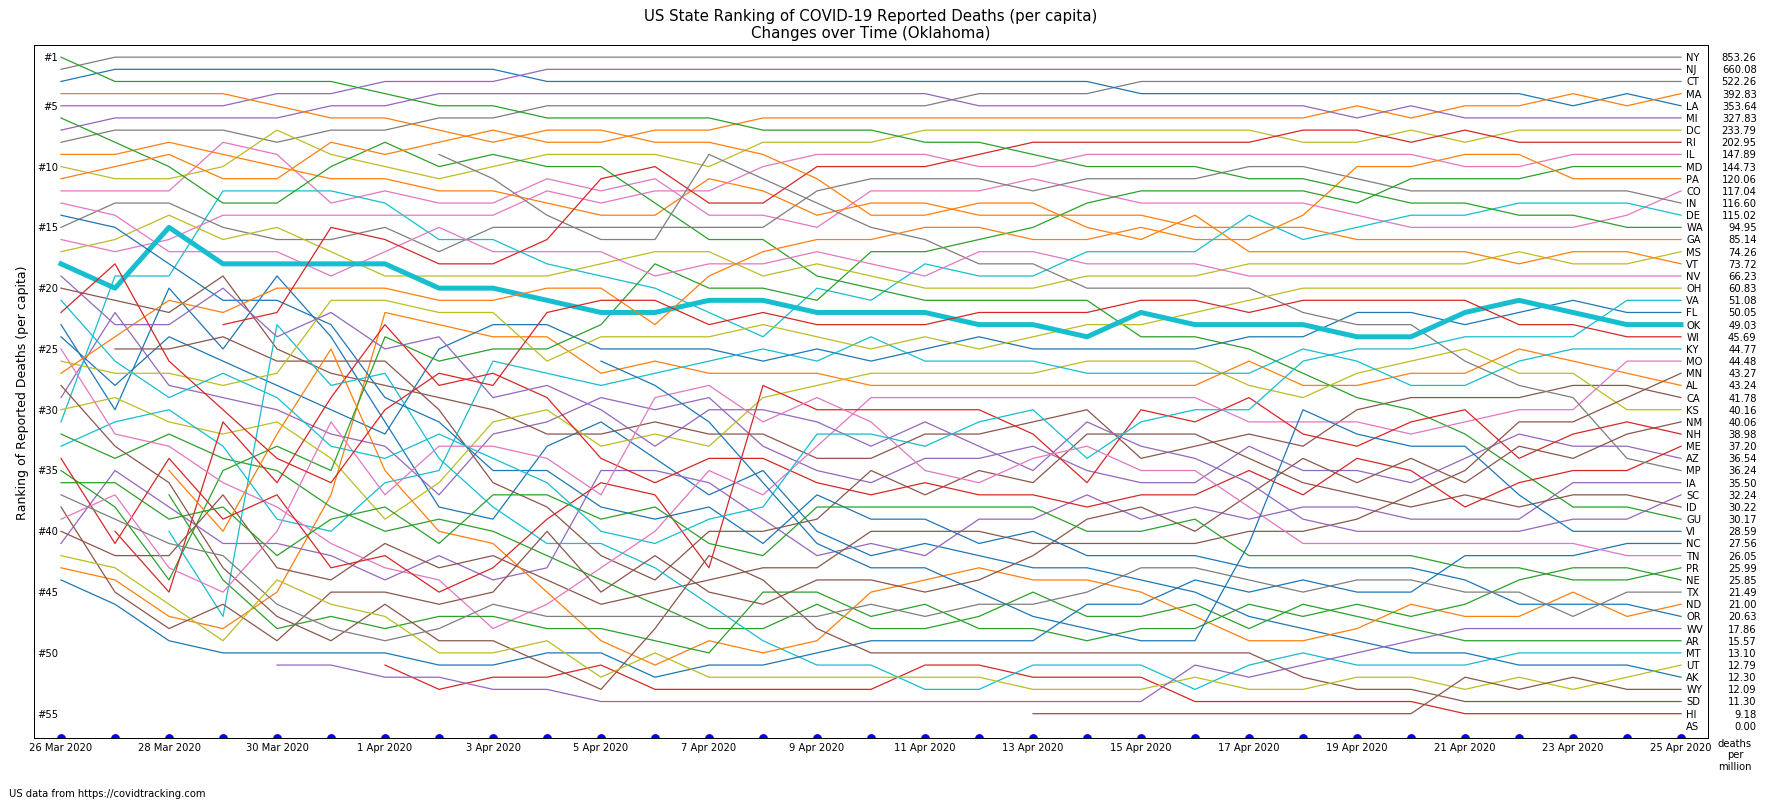 US State Ranking of COVID-19 Reported Deaths (per capita)
Changes over Time (Oklahoma)
Ranking of Reported Deaths (per capita)
#1
#5
#10
#15
#20
#25
#30
#35
#40
#45
#50
#55
NY 853.26
NJ 660.08
CT 522.26
MA 392.83
LA 353.64
MI 327.83
DC 233.79
RI 202.95
IL 147.89
MD 144.73
PA 120.06
CO 117.04
IN 116.60
DE 115.02
WA 94.95
GA 85.14
MS 74.26
VT 73.72
NV 66.23
OH 60.83
VA 51.08
FL 50.05
OK 49.03
WI 45.69
KY 44.77
MO 44.48
MN 43.27
AL 43.24
CA 41.78
KS 40.16
NM 40.06
NH 38.98
ME 37.20
AZ 36.54
MP 36.24
IA 35.50
SC 32.24
ID 30.22
GU 30.17
VI 28.59
NC 27.56
TN 26.05
PR 25.99
NE 25.85
TX 21.49
ND 21.00
OR 20.63
WV 17.86
AR 15.57
MT 13.10
UT 12.79
AK 12.30
WY 12.09
SD 11.30
HI 9.18
AS 0.00
26 Mar 2020 28 Mar 2020 30 Mar 2020 1 Apr 2020 3 Apr 2020 5 Apr 2020 7 Apr 2020 9 Apr 2020 11 Apr 2020 13 Apr 2020 15 Apr 2020 17 Apr 2020 19 Apr 2020 21 Apr 2020 23 Apr 2020 25 Apr 2020
deaths
per
million
US data from https://covidtracking.com